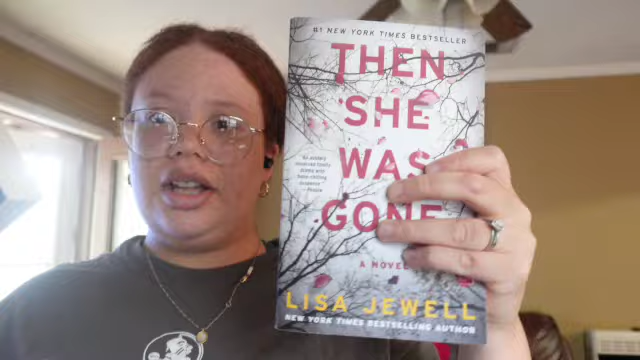 #1 NEW YORK TIMES BESTSELLER
THEN
SHE
WAS
GONE
A NOVEL
LISA JEWELL
NEW YORK TIMES BESTSELLING AUTHOR